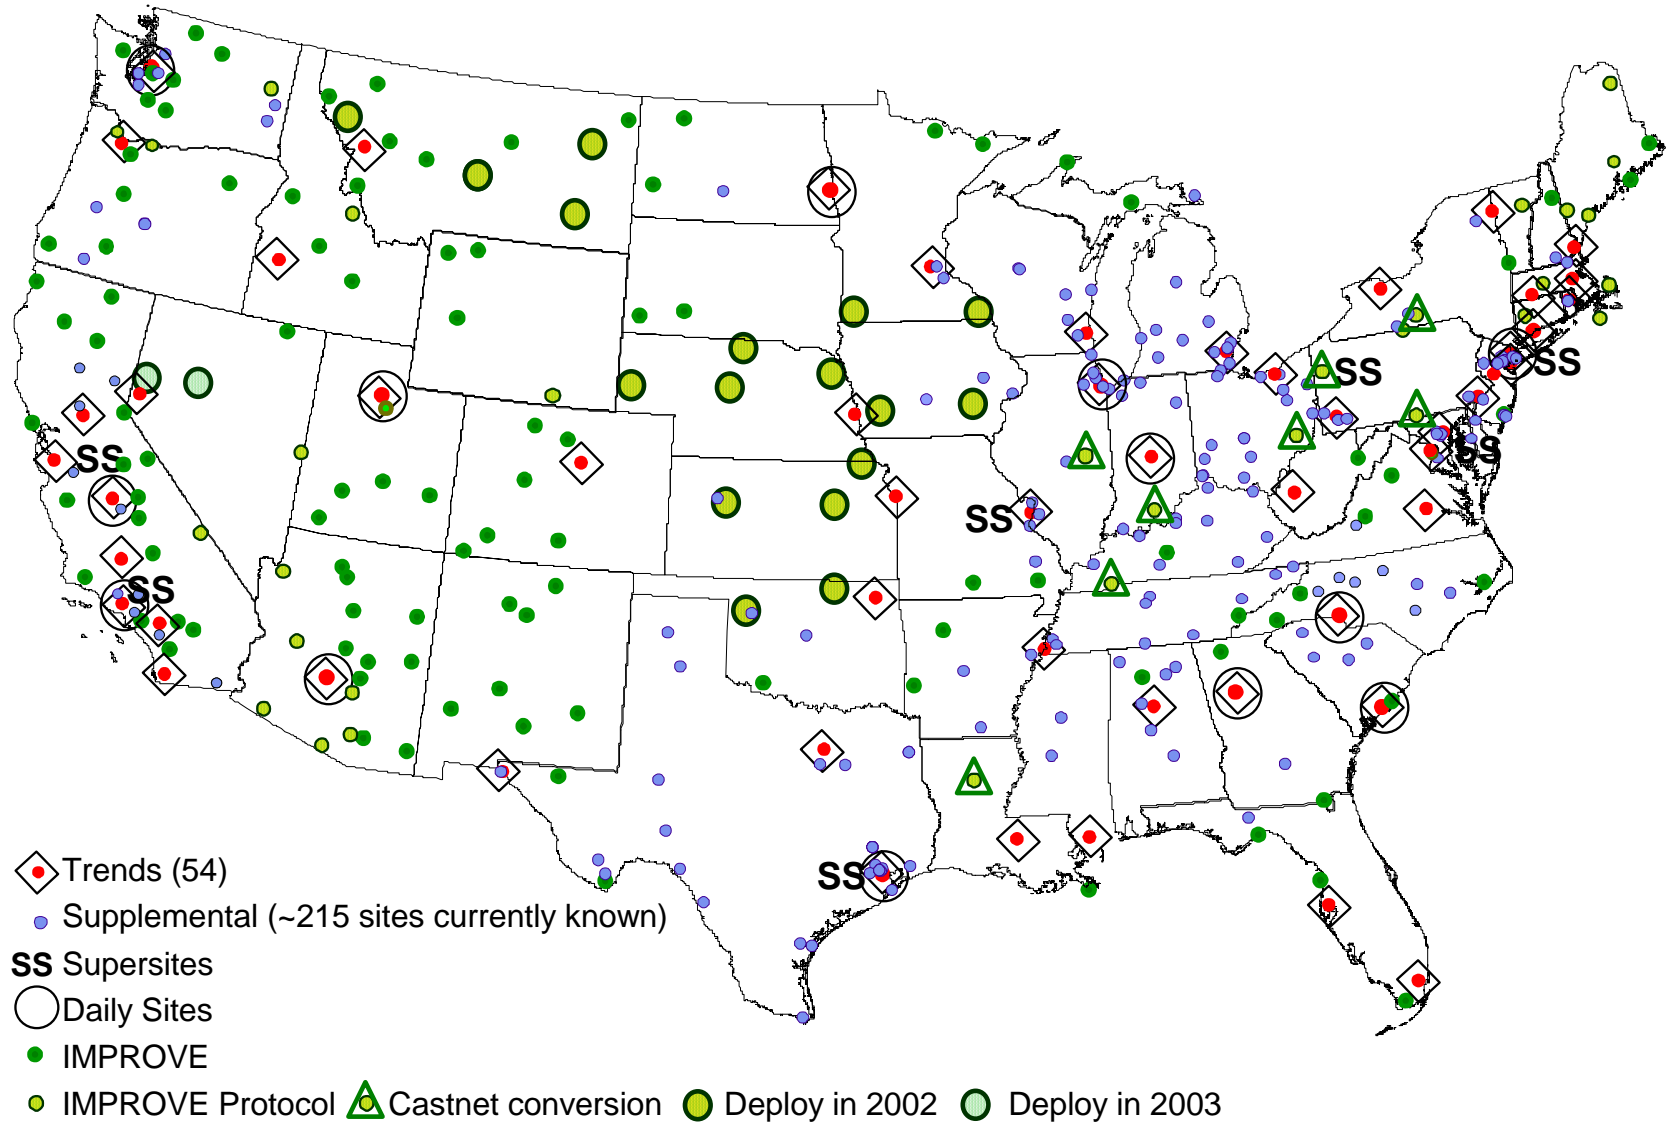 SS
SS
SS
SS
SS
SS
SS
SS
Trends (54)
Supplemental (~215 sites currently known)
SS Supersites
Daily Sites
IMPROVE
IMPROVE Protocol Castnet conversion Deploy in 2002 Deploy in 2003